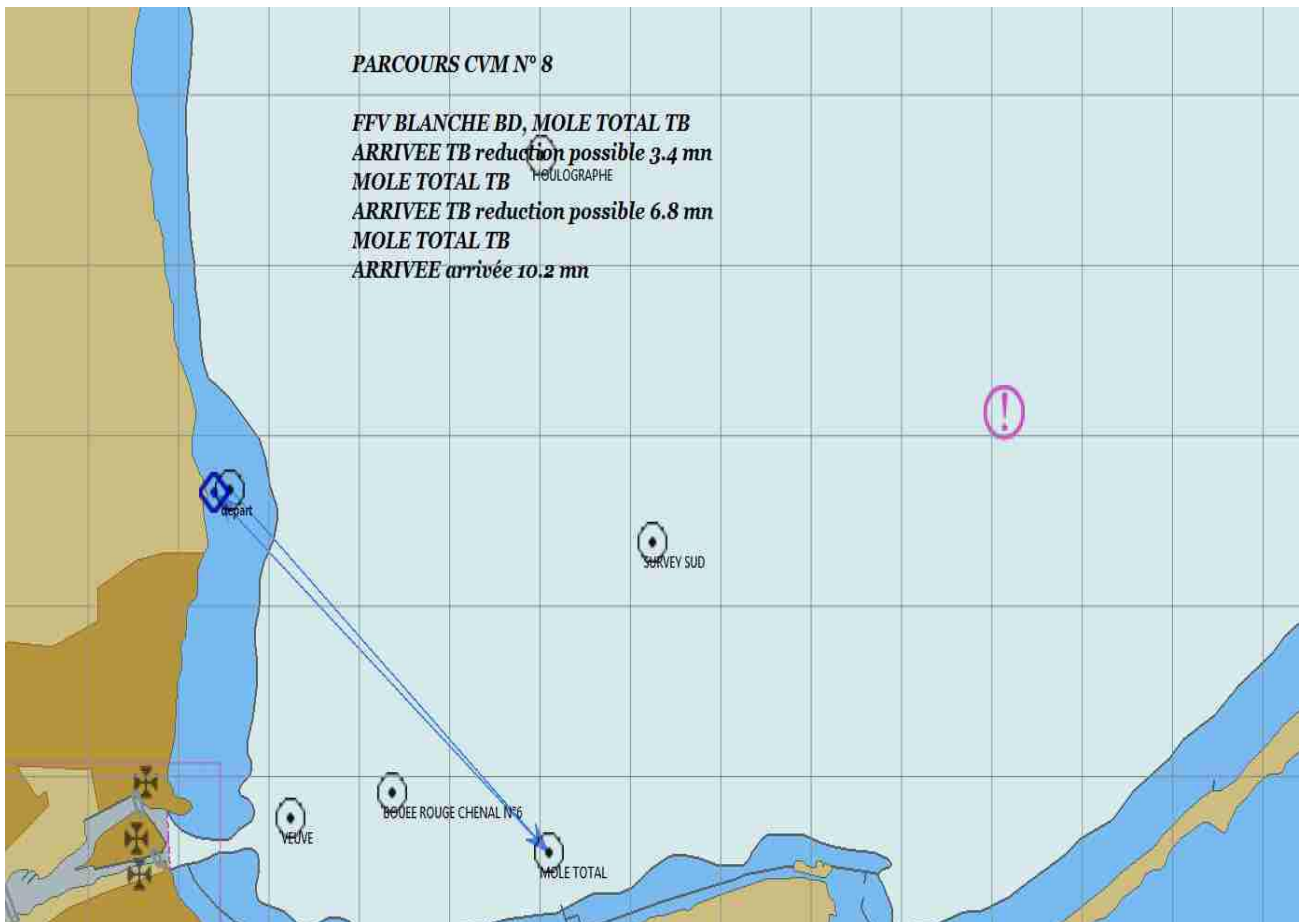 PARCOURS CVM N° 8
FFV BLANCHE BD, MOLE TOTAL TB
ARRIVEE TB reduction possible 3.4 mn
HOULOGRAPHE
MOLE TOTAL TB
ARRIVEE TB reduction possible 6.8 mn
MOLE TOTAL TB
ARRIVEE arrivée 10.2 mn
depart
SURVEY SUD
BOUEE ROUGE CHENAL N°6
VEUVE
MOLE TOTAL